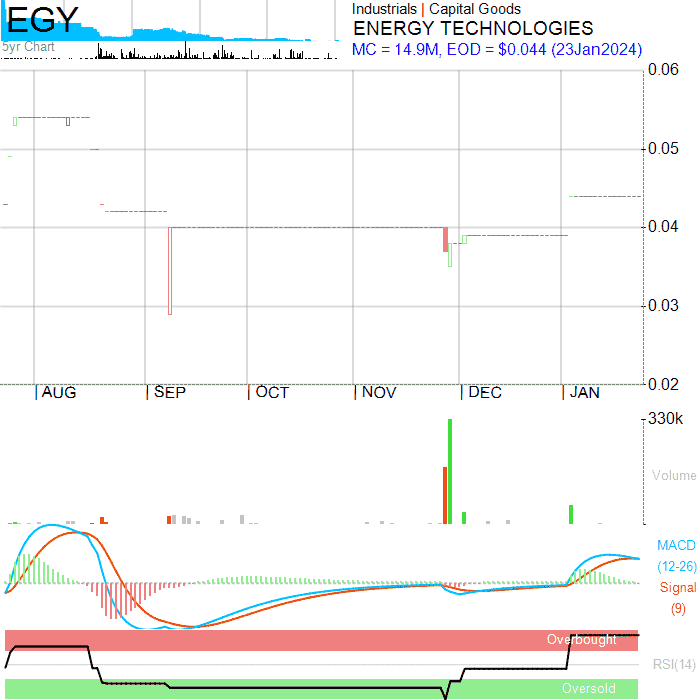 EGY
5yr Chart
Industrials | Capital Goods
ENERGY TECHNOLOGIES
MC = 14.9M, EOD = $0.044 (23Jan2024)
0.06
0.05
0.04
0.03
0.02
AUG SEP OCT NOV DEC JAN
330k
Volume
MACD
(12-26)
Signal
(9)
Overbought
RSI(14)
Oversold